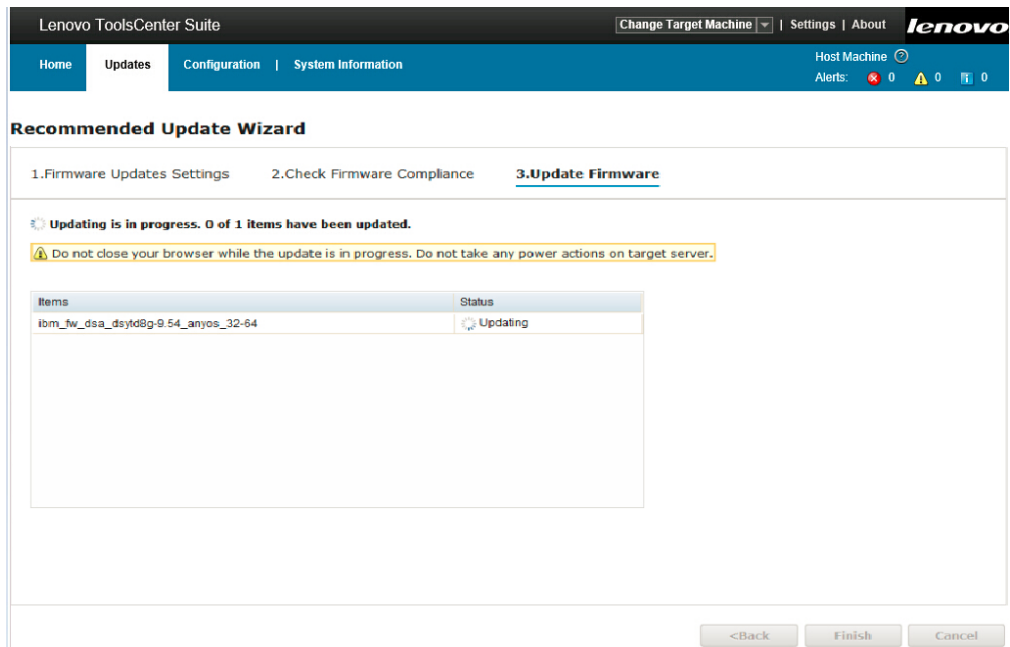 Lenovo ToolsCenter Suite
Change Target Machine | Settings | About
lenovo
Home Updates Configuration | System Information
Host Machine ?
Alerts: 0 0 0
Recommended Update Wizard
1.Firmware Updates Settings 2.Check Firmware Compliance 3.Update Firmware
Updating is in progress. 0 of 1 items have been updated.
Do not close your browser while the update is in progress. Do not take any power actions on target server.
Items Status
ibm_fw_dsa_dsytd8g-9.54_anyos_32-64 Updating
<Back Finish Cancel